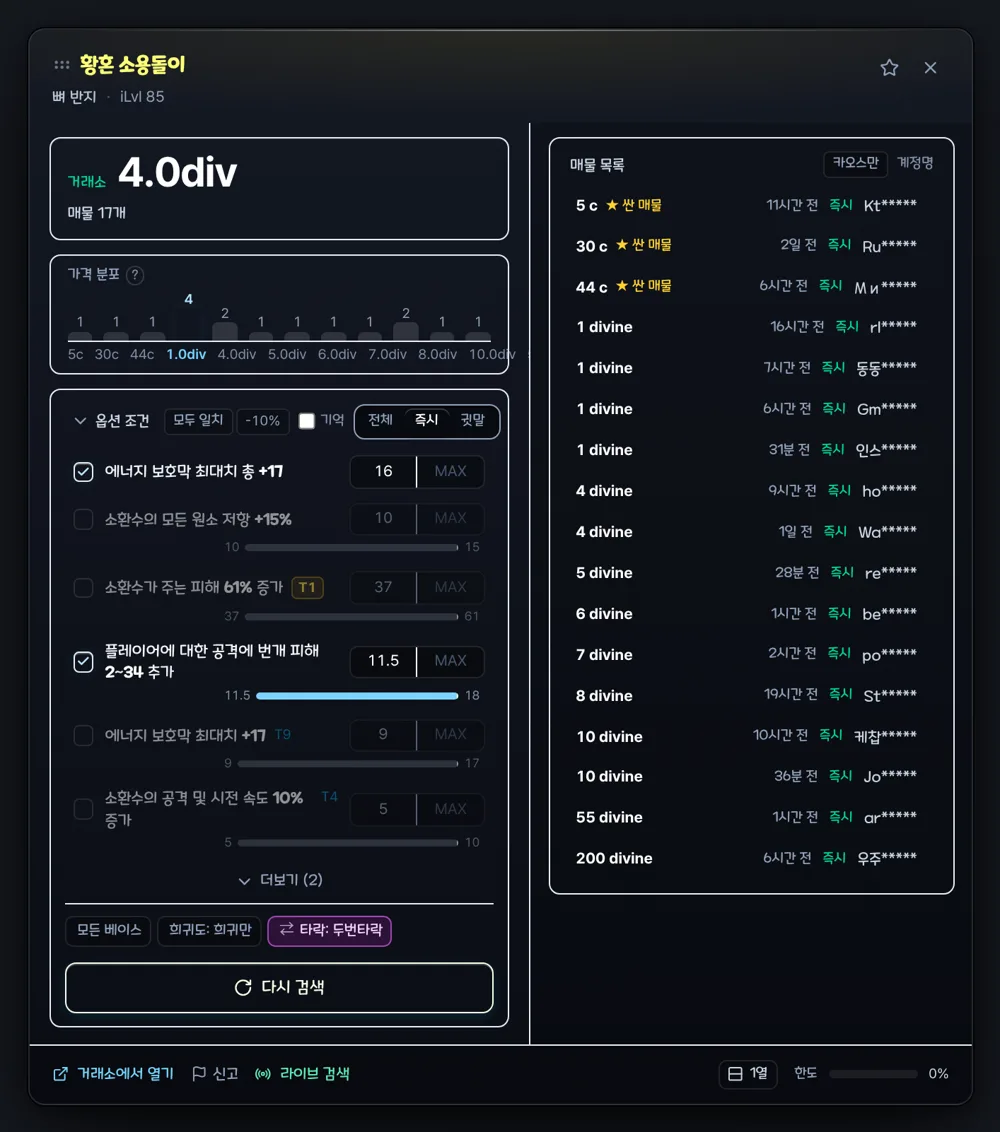 황혼 소용돌이
뼈 반지 · iLvl 85
거래소 4.0div
매물 17개
가격 분포 ?
1 1 1 4 2 1 1 1 1 2 1 1
5c 30c 44c 1.0div 4.0div 5.0div 6.0div 7.0div 8.0div 10.0div
옵션 조건 모두 일치 -10% 기억 전체 즉시 귓말
에너지 보호막 최대치 총 +17 16 MAX
소환수의 모든 원소 저항 +15% 10 MAX
10 15
소환수가 주는 피해 61% 증가 T1 37 MAX
37 61
플레이어에 대한 공격에 번개 피해
2~34 추가 11.5 MAX
11.5 18
에너지 보호막 최대치 +17 T9 9 MAX
9 17
소환수의 공격 및 시전 속도 10% T4 5 MAX
증가
5 10
더보기 (2)
모든 베이스 희귀도: 희귀만 타락: 두번타락
다시 검색
매물 목록 카오스만 계정명
5 c ★ 싼 매물 11시간 전 즉시 Kt*****
30 c ★ 싼 매물 2일 전 즉시 Ru*****
44 c ★ 싼 매물 6시간 전 즉시 Ми*****
1 divine 16시간 전 즉시 rl*****
1 divine 7시간 전 즉시 동동*****
1 divine 6시간 전 즉시 Gm*****
1 divine 31분 전 즉시 인스*****
4 divine 9시간 전 즉시 ho*****
4 divine 1일 전 즉시 Wa*****
5 divine 28분 전 즉시 re*****
6 divine 1시간 전 즉시 be*****
7 divine 2시간 전 즉시 po*****
8 divine 19시간 전 즉시 St*****
10 divine 10시간 전 즉시 케찹*****
10 divine 36분 전 즉시 Jo*****
55 divine 1시간 전 즉시 ar*****
200 divine 6시간 전 즉시 우주*****
거래소에서 열기 신고 라이브 검색 1열 한도 0%